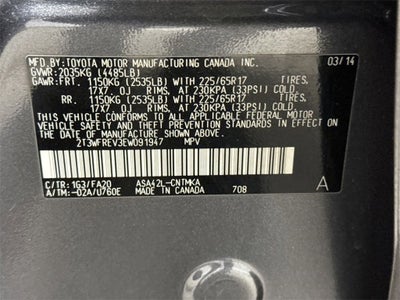 MFD.BY:TOYOTA MOTOR MANUFACTURING CANADA INC. 03/14
GVWR:2035KG (4485LB)
GAWR:FRT. 1150KG (2535LB) WITH 225/65R17 TIRES,
17X7.0J RIMS, AT 230KPA (33PSI) COLD.
RR. 1150KG (2535LB) WITH 225/65R17 TIRES,
17X7.0J RIMS, AT 230KPA (33PSI) COLD.
THIS VEHICLE CONFORMS TO ALL APPLICABLE FEDERAL MOTOR
VEHICLE SAFETY AND THEFT PREVENTION STANDARDS IN EFFECT ON
THE DATE OF MANUFACTURE SHOWN ABOVE.
2T3WFREV3EW091947 MPV
C/TR:1G3/FA20 ASA42L-CNTMKA A
A/TM:-02A/U760E MADE IN CANADA 708